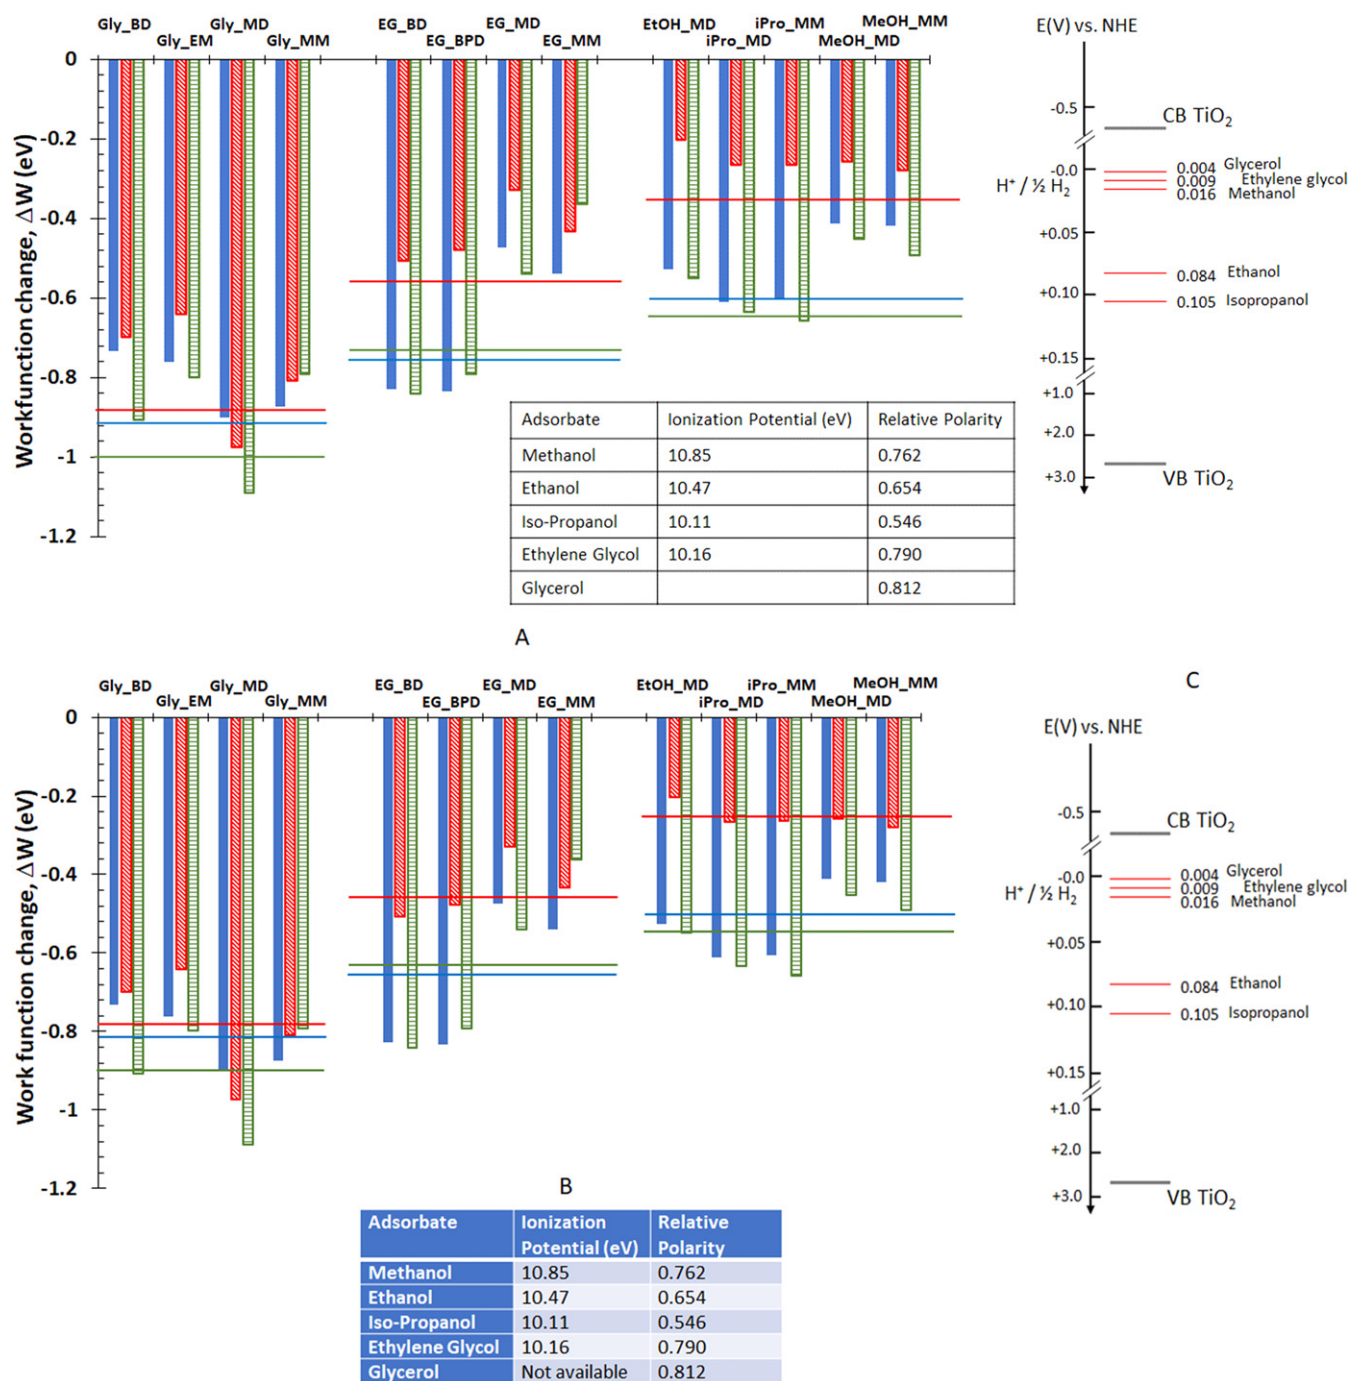 Gly_BD Gly_MD EG_BD EG_MD EtOH_MD iPro_MM MeOH_MM
Gly_EM Gly_MM EG_BPD EG_MM iPro_MD MeOH_MD
E(V) vs. NHE
0
-0.2
-0.4
-0.6
-0.8
-1
-1.2
Workfunction change, ΔW (eV)
-0.5
CB TiO2
-0.0
H+ / ½ H2
0.004 Glycerol
0.009 Ethylene glycol
0.016 Methanol
+0.05
0.084 Ethanol
+0.10
0.105 Isopropanol
+0.15
+1.0
+2.0
+3.0
VB TiO2
Adsorbate Ionization Potential (eV) Relative Polarity
Methanol 10.85 0.762
Ethanol 10.47 0.654
Iso-Propanol 10.11 0.546
Ethylene Glycol 10.16 0.790
Glycerol 0.812
A
Gly_BD Gly_MD EG_BD EG_MD EtOH_MD iPro_MM MeOH_MM
Gly_EM Gly_MM EG_BPD EG_MM iPro_MD MeOH_MD
C
E(V) vs. NHE
0
-0.2
-0.4
-0.6
-0.8
-1
-1.2
Work function change, ΔW (eV)
-0.5
CB TiO2
-0.0
H+ / ½ H2
0.004 Glycerol
0.009 Ethylene glycol
0.016 Methanol
+0.05
0.084 Ethanol
+0.10
0.105 Isopropanol
+0.15
+1.0
+2.0
+3.0
VB TiO2
B
Adsorbate Ionization Relative
Potential (eV) Polarity
Methanol 10.85 0.762
Ethanol 10.47 0.654
Iso-Propanol 10.11 0.546
Ethylene Glycol 10.16 0.790
Glycerol Not available 0.812